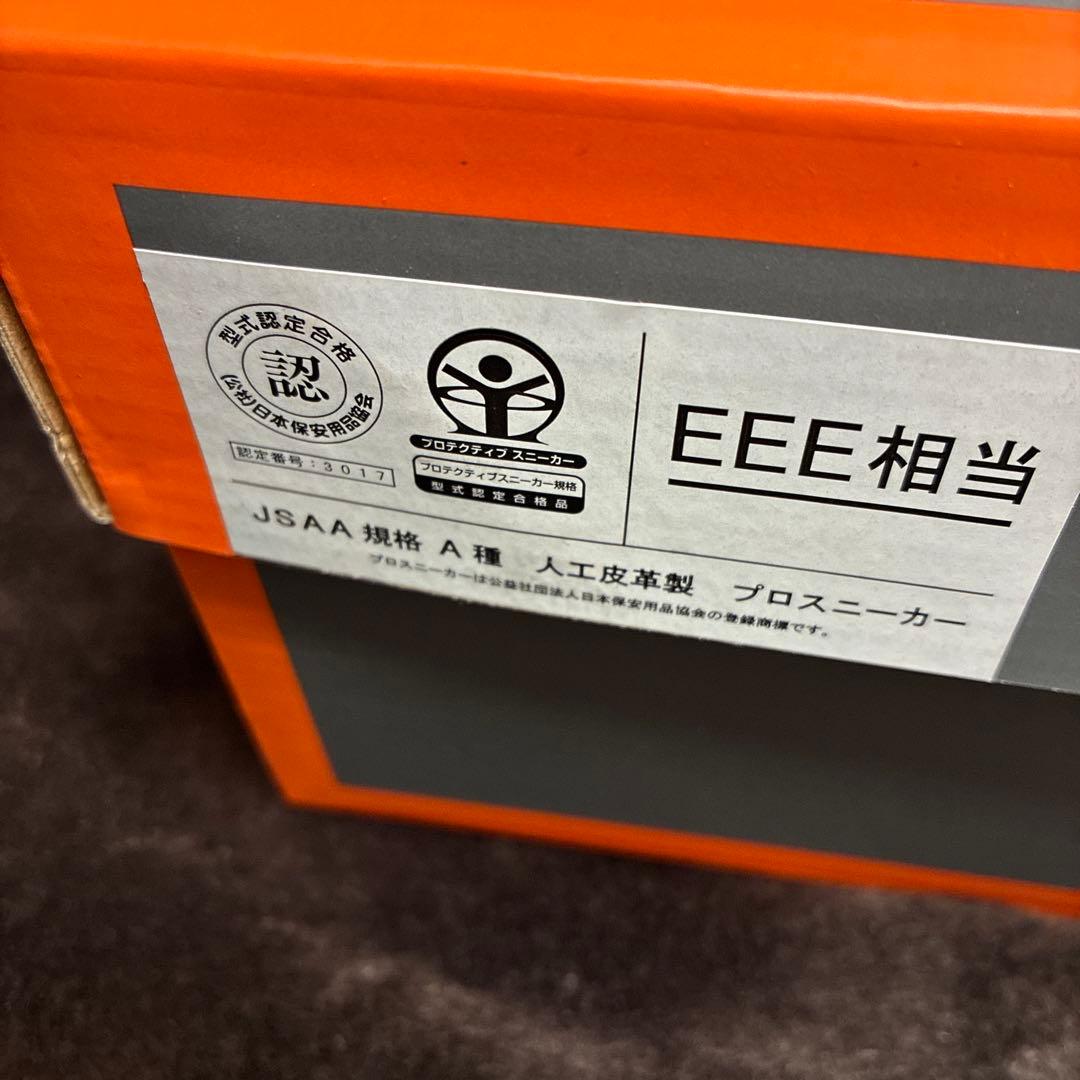 型式認定合格
認
(公社)日本保安用品協会
認定番号:3017
プロテクティブ スニーカー
プロテクティブスニーカー規格
型式認定合格品
EEE相当
JSAA規格 A種 人工皮革製 プロスニーカー
プロスニーカーは公益社団法人日本保安用品協会の登録商標です。